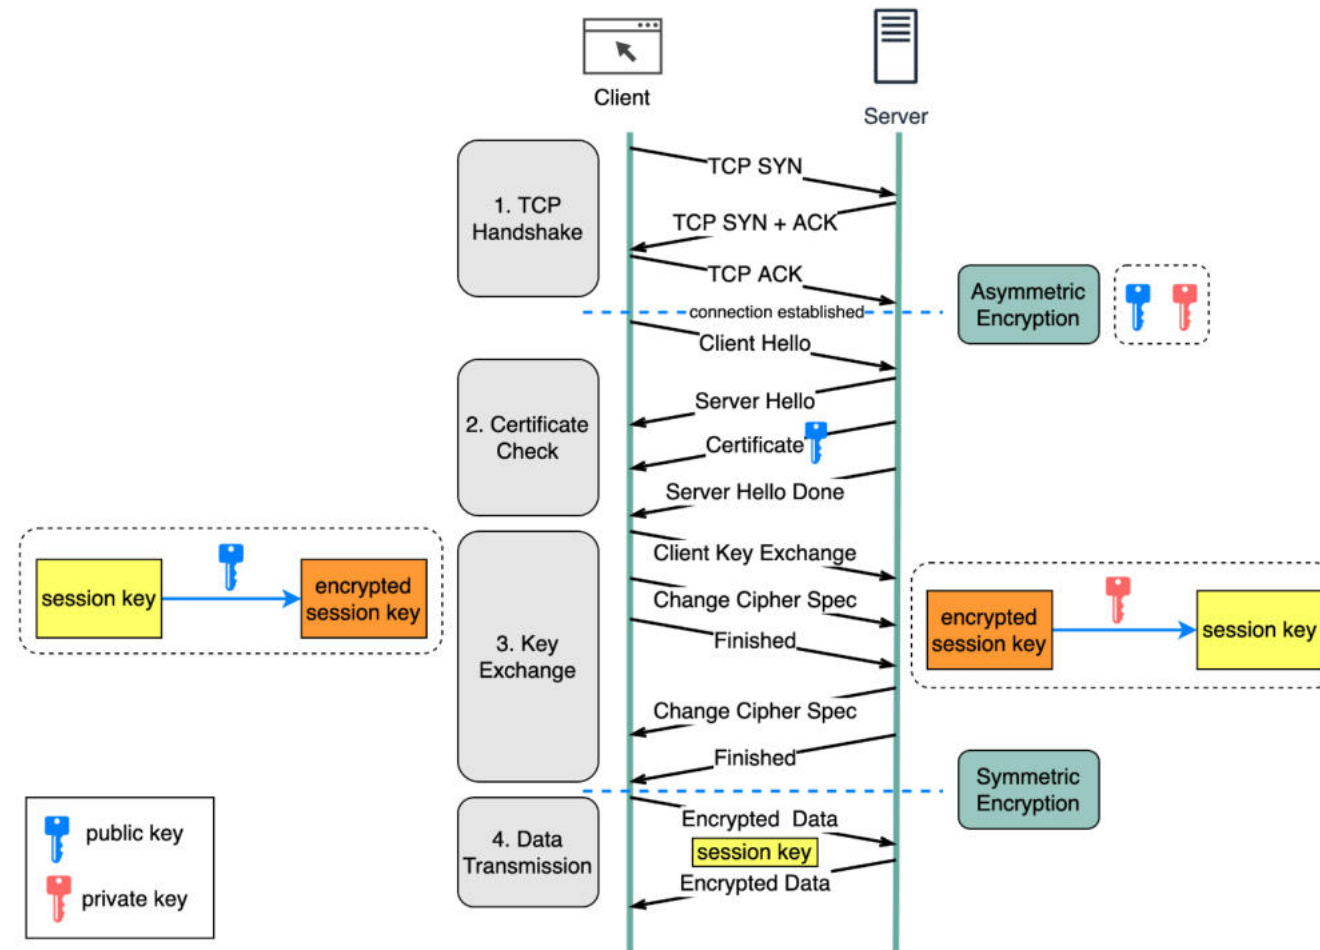 Client
Server
TCP SYN
1. TCP
Handshake
TCP SYN + ACK
TCP ACK
connection established
Asymmetric
Encryption
Client Hello
Server Hello
2. Certificate
Check
Certificate
Server Hello Done
session key
encrypted
session key
Client Key Exchange
Change Cipher Spec
encrypted
session key
session key
Finished
3. Key
Exchange
Change Cipher Spec
Finished
Symmetric
Encryption
public key
private key
4. Data
Transmission
Encrypted Data
session key
Encrypted Data